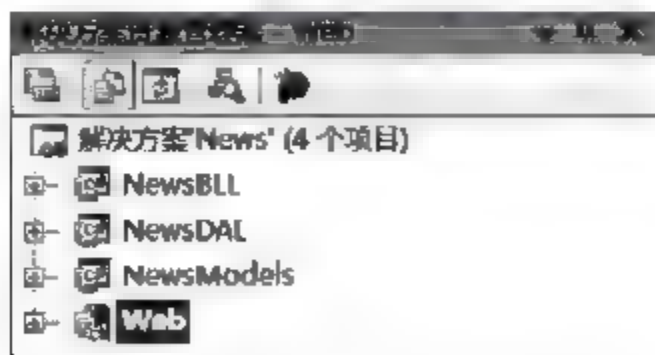 解决方案"News" (4 个项目)
NewsBLL
NewsDAL
NewsModels
Web